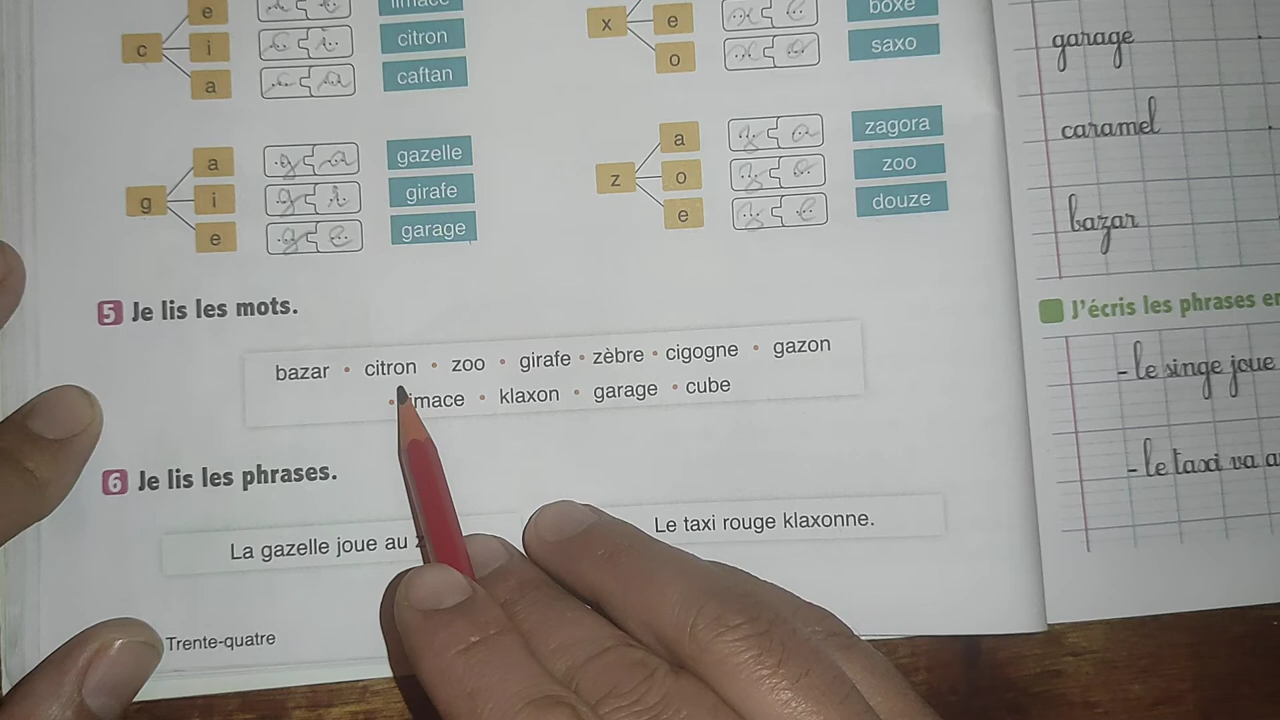 e limace
c i citron
a caftan
x e boxe
o saxo
g a g a gazelle
i g i girafe
e g e garage
z a z a zagora
o z o zoo
e z e douze
5 Je lis les mots.
bazar • citron • zoo • girafe • zèbre • cigogne • gazon
• limace • klaxon • garage • cube
6 Je lis les phrases.
La gazelle joue au
Le taxi rouge klaxonne.
Trente-quatre
garage
caramel
bazar
J'écris les phrases en
- le singe joue
- le taxi va a